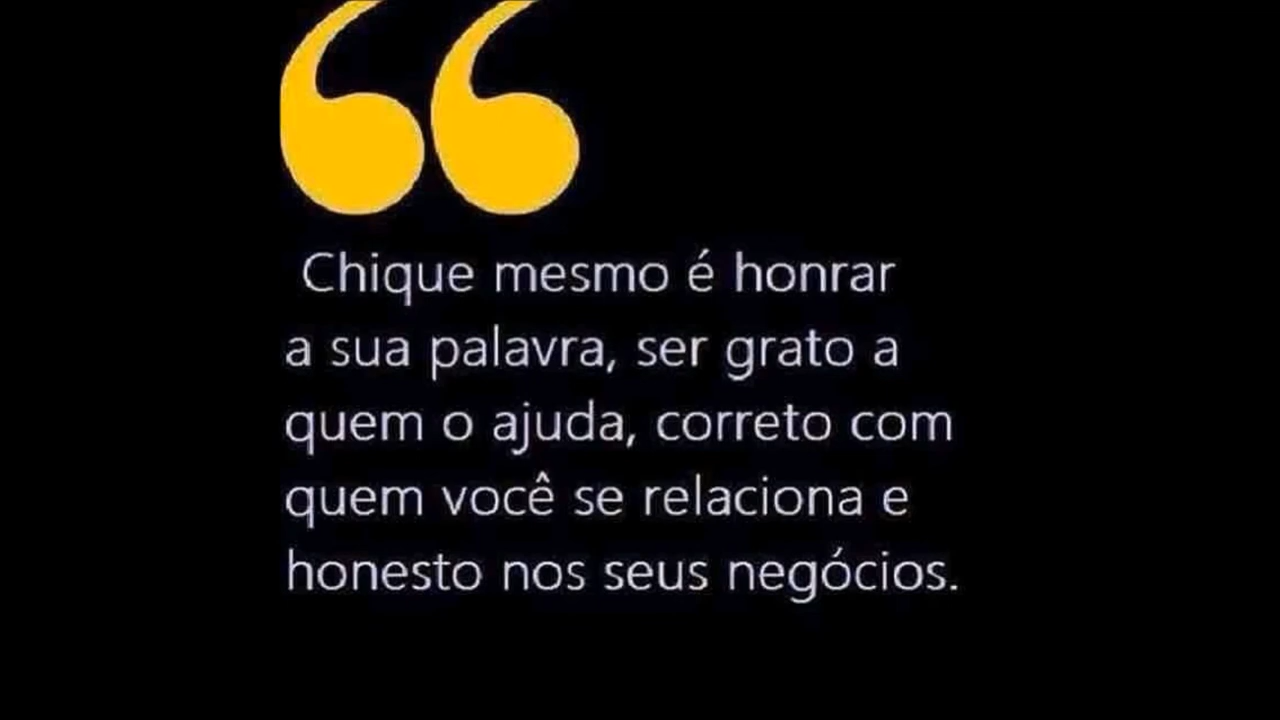 Chique mesmo é honrar
a sua palavra, ser grato a
quem o ajuda, correto com
quem você se relaciona e
honesto nos seus negócios.